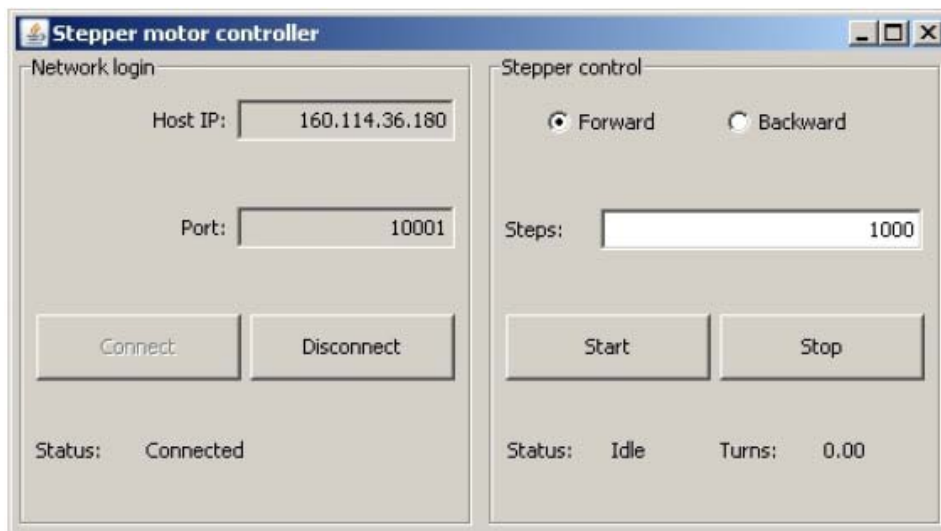 Stepper motor controller
Network login
Host IP: 160.114.36.180
Port: 10001
Connect Disconnect
Status: Connected
Stepper control
Forward Backward
Steps: 1000
Start Stop
Status: Idle Turns: 0.00